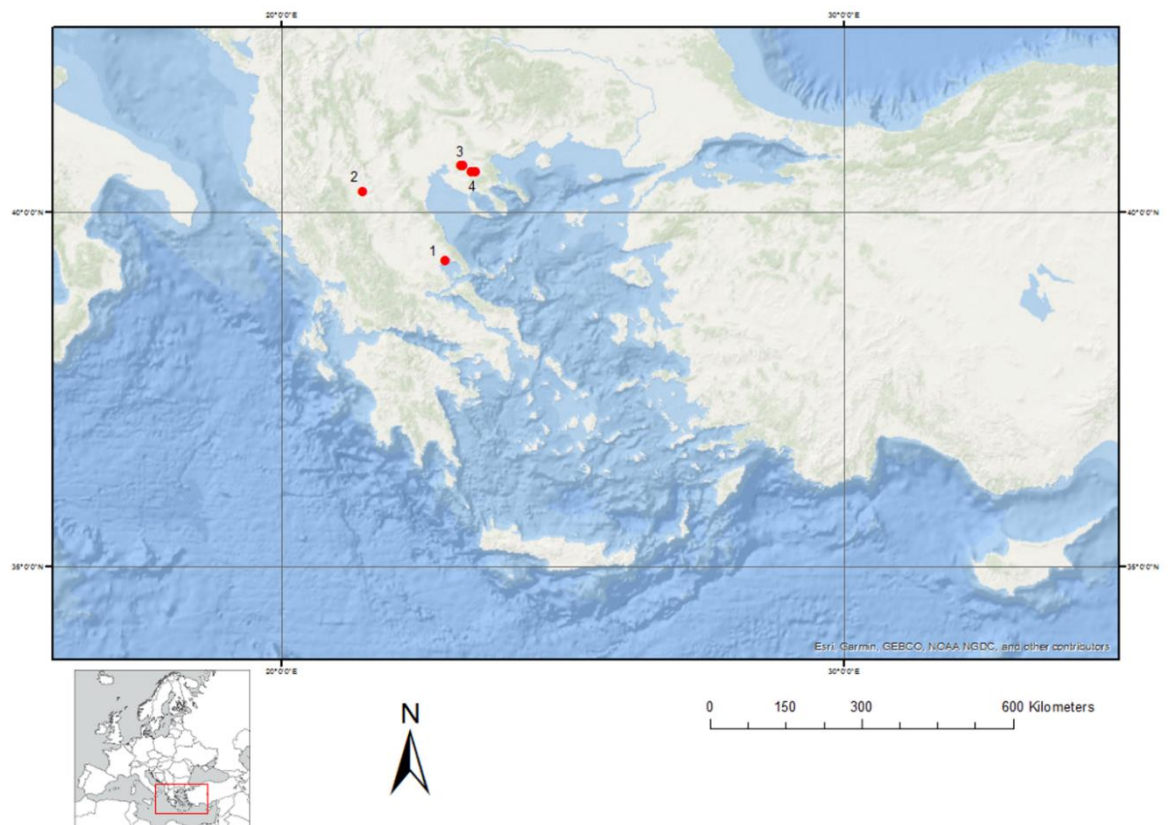 20°0'0"E 30°0'0"E
3
2
4
40°0'0"N 40°0'0"N
1
35°0'0"N 35°0'0"N
Esri, Garmin, GEBCO, NOAA NGDC, and other contributors
20°0'0"E 30°0'0"E
N
0 150 300 600 Kilometers